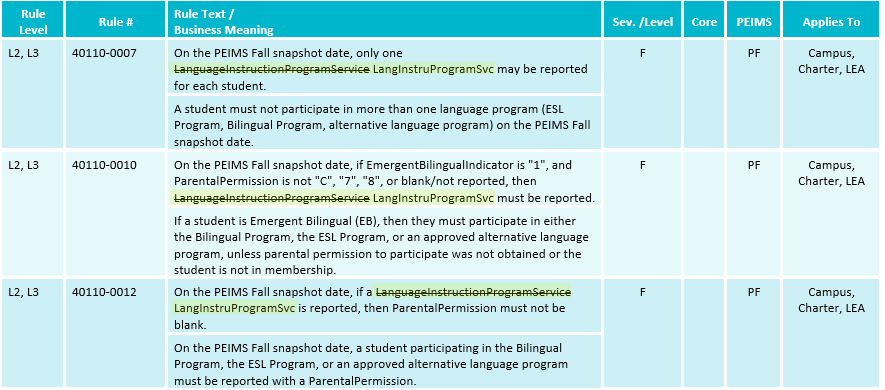 Rule Level Rule # Rule Text / Business Meaning Sev. /Level Core PEIMS Applies To
L2, L3 40110-0007 On the PEIMS Fall snapshot date, only one F PF Campus,
LanguageInstructionProgramService LangInstruProgramSvc may be reported Charter, LEA
for each student.
A student must not participate in more than one language program (ESL
Program, Bilingual Program, alternative language program) on the PEIMS Fall
snapshot date.
L2, L3 40110-0010 On the PEIMS Fall snapshot date, if EmergentBilingualIndicator is "1", and F PF Campus,
ParentalPermission is not "C", "7", "8", or blank/not reported, then Charter, LEA
LanguageInstructionProgramService LangInstruProgramSvc must be reported.
If a student is Emergent Bilingual (EB), then they must participate in either
the Bilingual Program, the ESL Program, or an approved alternative language
program, unless parental permission to participate was not obtained or the
student is not in membership.
L2, L3 40110-0012 On the PEIMS Fall snapshot date, if a LanguageInstructionProgramService F PF Campus,
LangInstruProgramSvc is reported, then ParentalPermission must not be Charter, LEA
blank.
On the PEIMS Fall snapshot date, a student participating in the Bilingual
Program, the ESL Program, or an approved alternative language program
must be reported with a ParentalPermission.